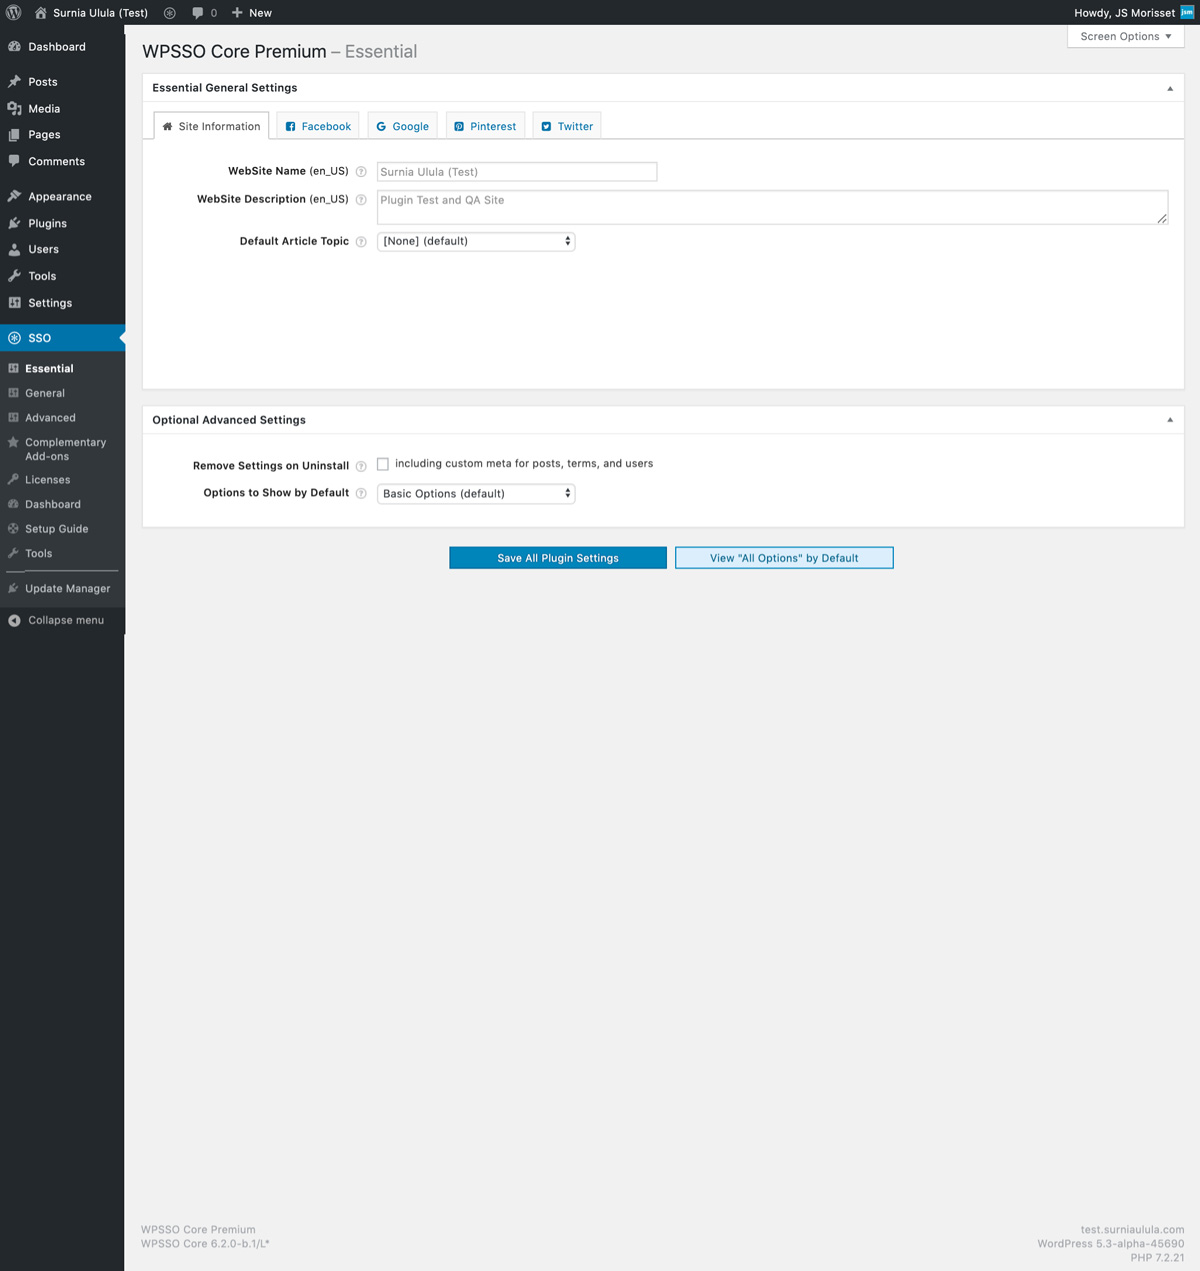 Surnia Ulula (Test) 0 New Howdy, JS Morisset jsm
Screen Options
Dashboard
Posts
Media
Pages
Comments
Appearance
Plugins
Users
Tools
Settings
SSO
Essential
General
Advanced
Complementary
Add-ons
Licenses
Dashboard
Setup Guide
Tools
Update Manager
Collapse menu
WPSSO Core Premium – Essential
Essential General Settings
Site Information Facebook Google Pinterest Twitter
WebSite Name (en_US) ? Surnia Ulula (Test)
WebSite Description (en_US) ? Plugin Test and QA Site
Default Article Topic ? [None] (default)
Optional Advanced Settings
Remove Settings on Uninstall ? including custom meta for posts, terms, and users
Options to Show by Default ? Basic Options (default)
Save All Plugin Settings View "All Options" by Default
WPSSO Core Premium
WPSSO Core 6.2.0-b.1/L*
test.surniaulula.com
WordPress 5.3-alpha-45690
PHP 7.2.21